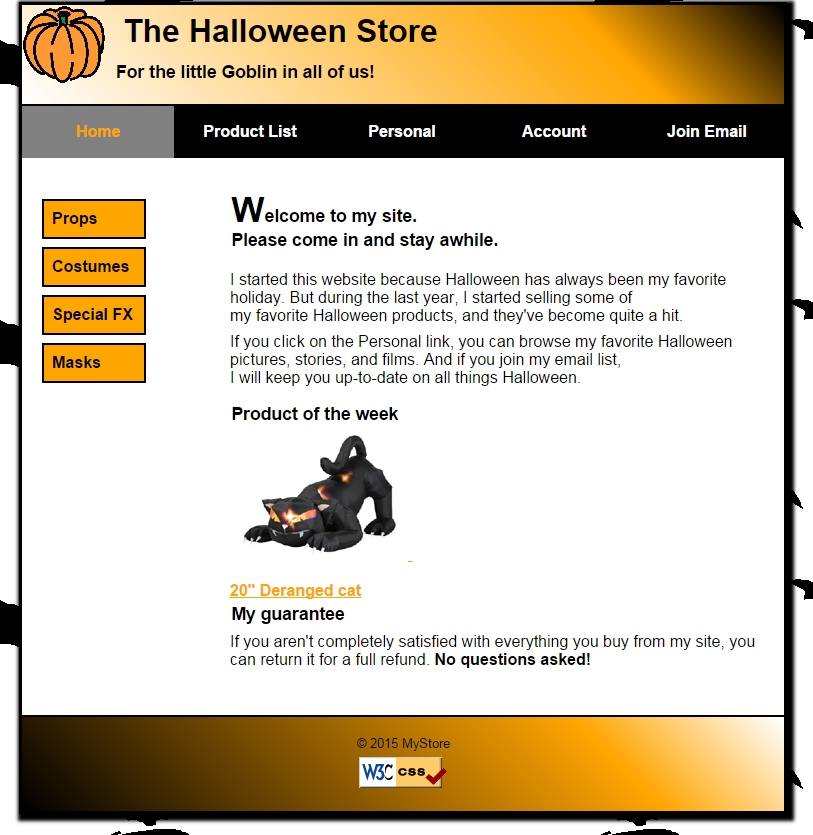 The Halloween Store
For the little Goblin in all of us!
Home Product List Personal Account Join Email
Props
Costumes
Special FX
Masks
Welcome to my site.
Please come in and stay awhile.
I started this website because Halloween has always been my favorite
holiday. But during the last year, I started selling some of
my favorite Halloween products, and they've become quite a hit.
If you click on the Personal link, you can browse my favorite Halloween
pictures, stories, and films. And if you join my email list,
I will keep you up-to-date on all things Halloween.
Product of the week
20" Deranged cat
My guarantee
If you aren't completely satisfied with everything you buy from my site, you
can return it for a full refund. No questions asked!
© 2015 MyStore
W3C css